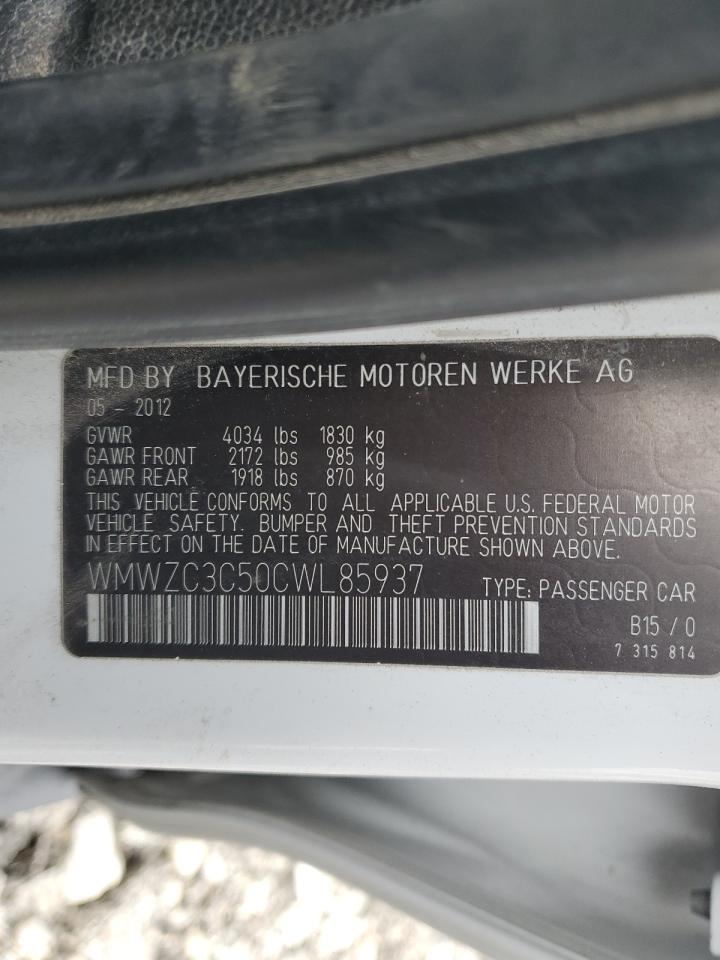 MFD BY BAYERISCHE MOTOREN WERKE AG
05 - 2012
GVWR 4034 lbs 1830 kg
GAWR FRONT 2172 lbs 985 kg
GAWR REAR 1918 lbs 870 kg
THIS VEHICLE CONFORMS TO ALL APPLICABLE U.S. FEDERAL MOTOR
VEHICLE SAFETY. BUMPER AND THEFT PREVENTION STANDARDS
IN EFFECT ON THE DATE OF MANUFACTURE SHOWN ABOVE.
WMWZC3C50CWL85937 TYPE: PASSENGER CAR
B15 / 0
7 315 814